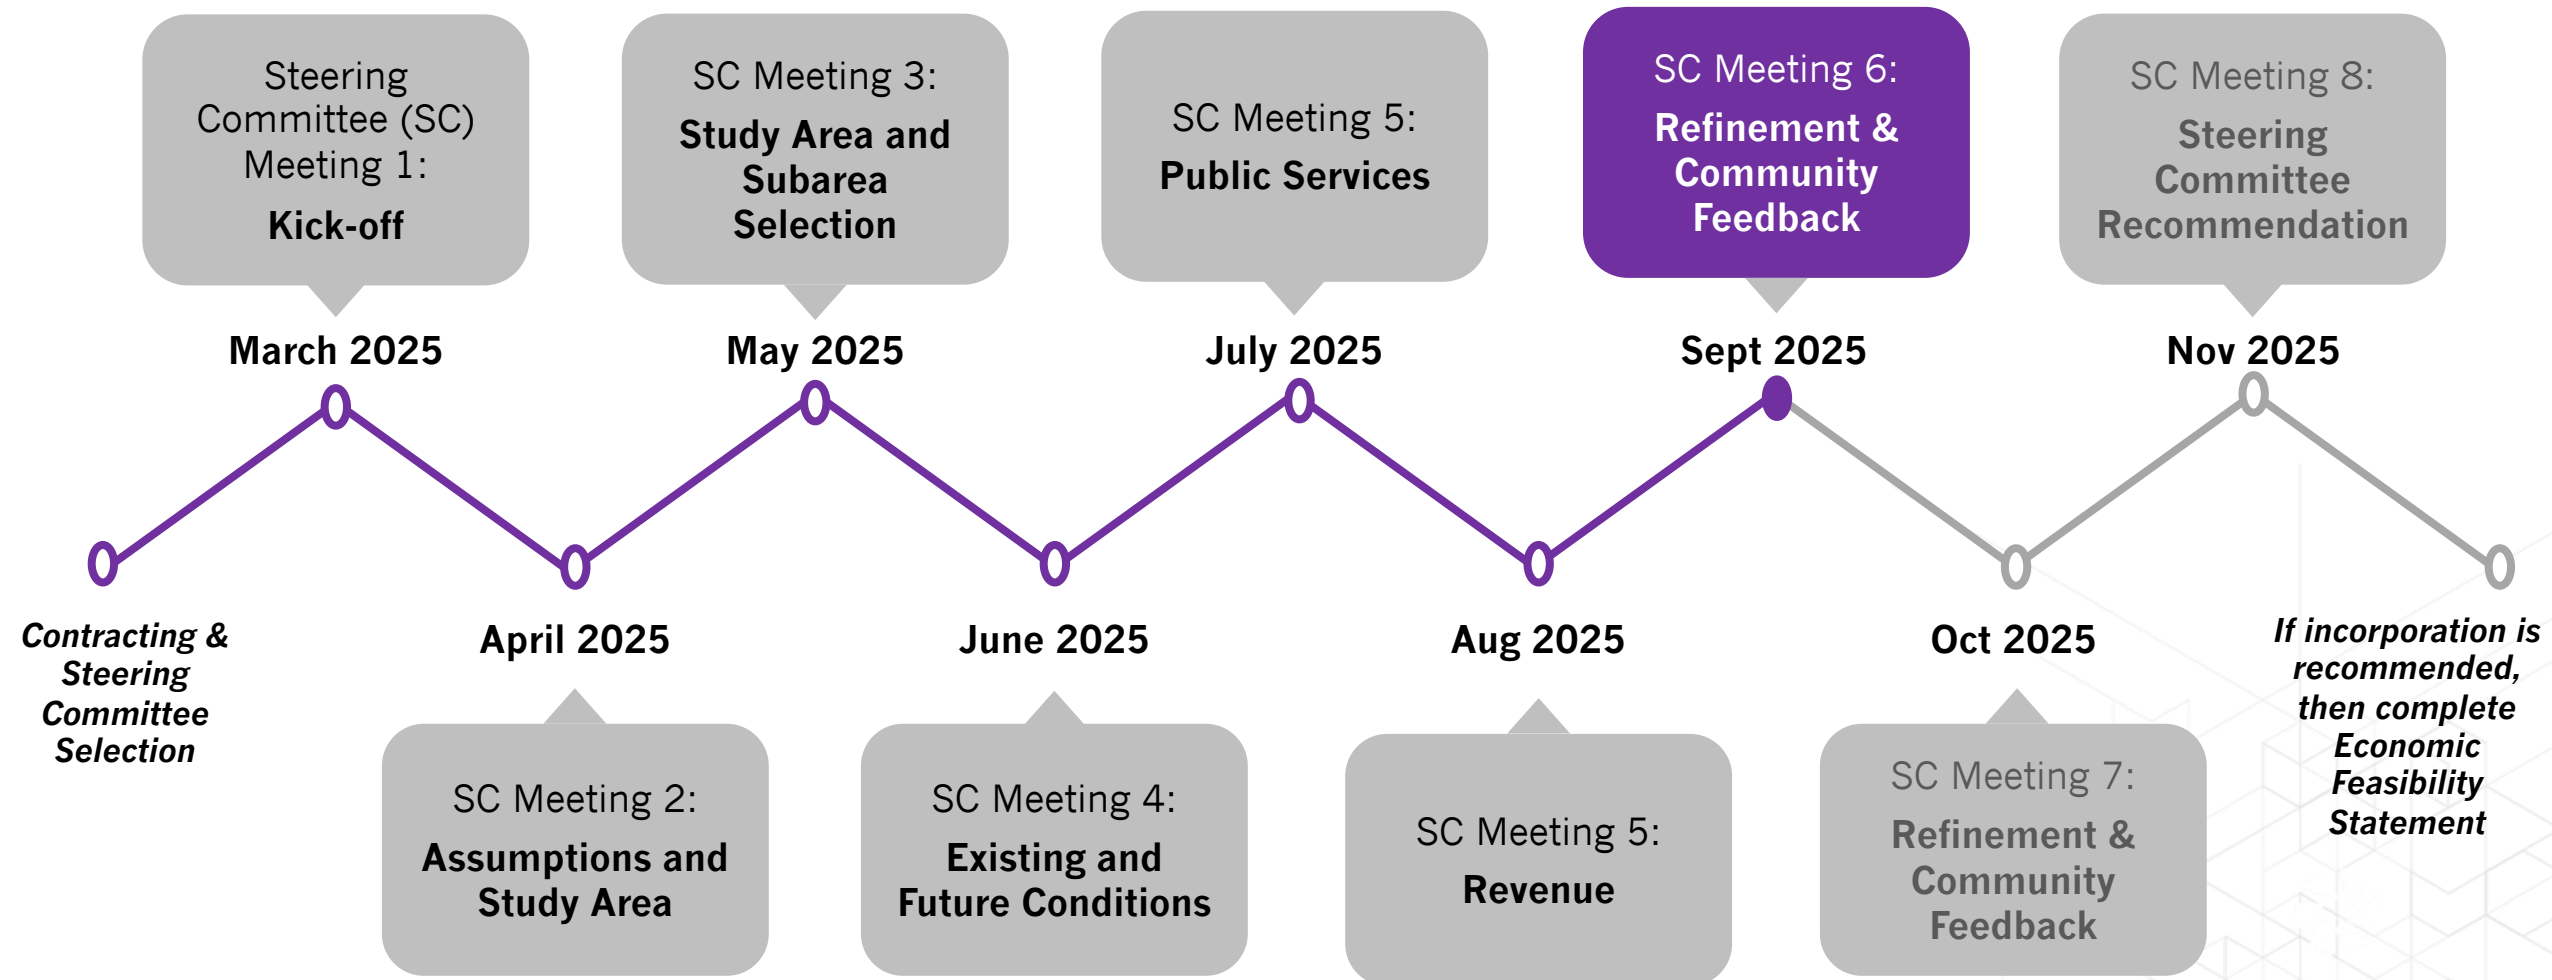 Steering
Committee (SC)
Meeting 1:
Kick-off
SC Meeting 3:
Study Area and
Subarea
Selection
SC Meeting 5:
Public Services
SC Meeting 6:
Refinement &
Community
Feedback
SC Meeting 8:
Steering
Committee
Recommendation
March 2025
May 2025
July 2025
Sept 2025
Nov 2025
Contracting &
Steering
Committee
Selection
April 2025
June 2025
Aug 2025
Oct 2025
If incorporation is
recommended,
then complete
Economic
Feasibility
Statement
SC Meeting 2:
Assumptions and
Study Area
SC Meeting 4:
Existing and
Future Conditions
SC Meeting 5:
Revenue
SC Meeting 7:
Refinement &
Community
Feedback